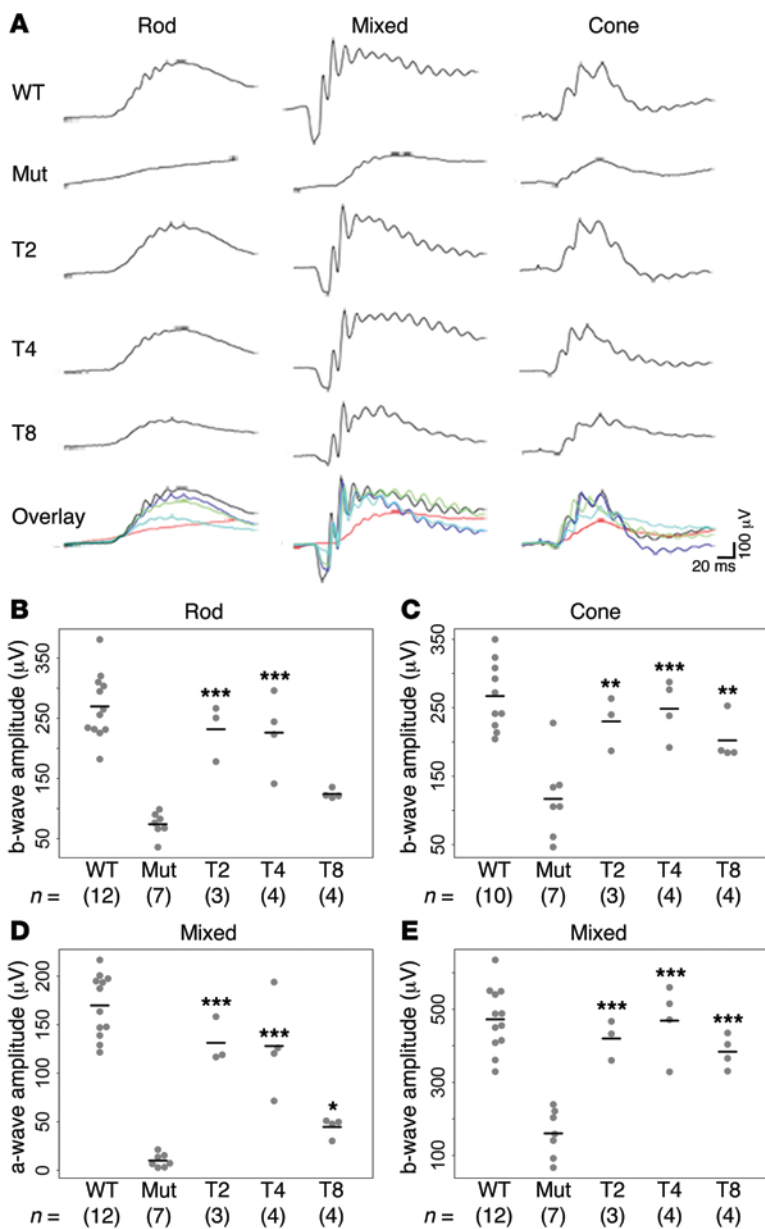 A
Rod Mixed Cone
WT
Mut
T2
T4
T8
Overlay
20 ms
100 μV
B
Rod
b-wave amplitude (μV)
350
250
150
50
*** ***
WT Mut T2 T4 T8
n = (12) (7) (3) (4) (4)
C
Cone
b-wave amplitude (μV)
350
250
150
50
** *** **
WT Mut T2 T4 T8
n = (10) (7) (3) (4) (4)
D
Mixed
a-wave amplitude (μV)
200
150
100
50
0
*** *** *
WT Mut T2 T4 T8
n = (12) (7) (3) (4) (4)
E
Mixed
b-wave amplitude (μV)
500
300
100
*** *** ***
WT Mut T2 T4 T8
n = (12) (7) (3) (4) (4)